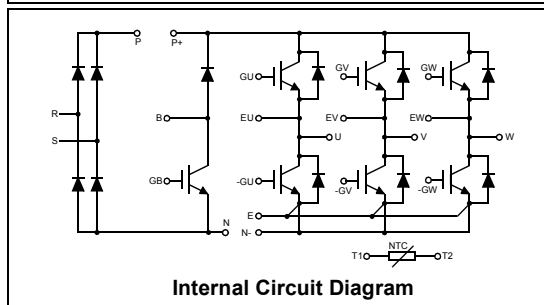 P P+
GU GV GW
R B EU EV EW
U V W
S
GB -GU -GV -GW
E
N N-
NTC
T1 T2
Internal Circuit Diagram